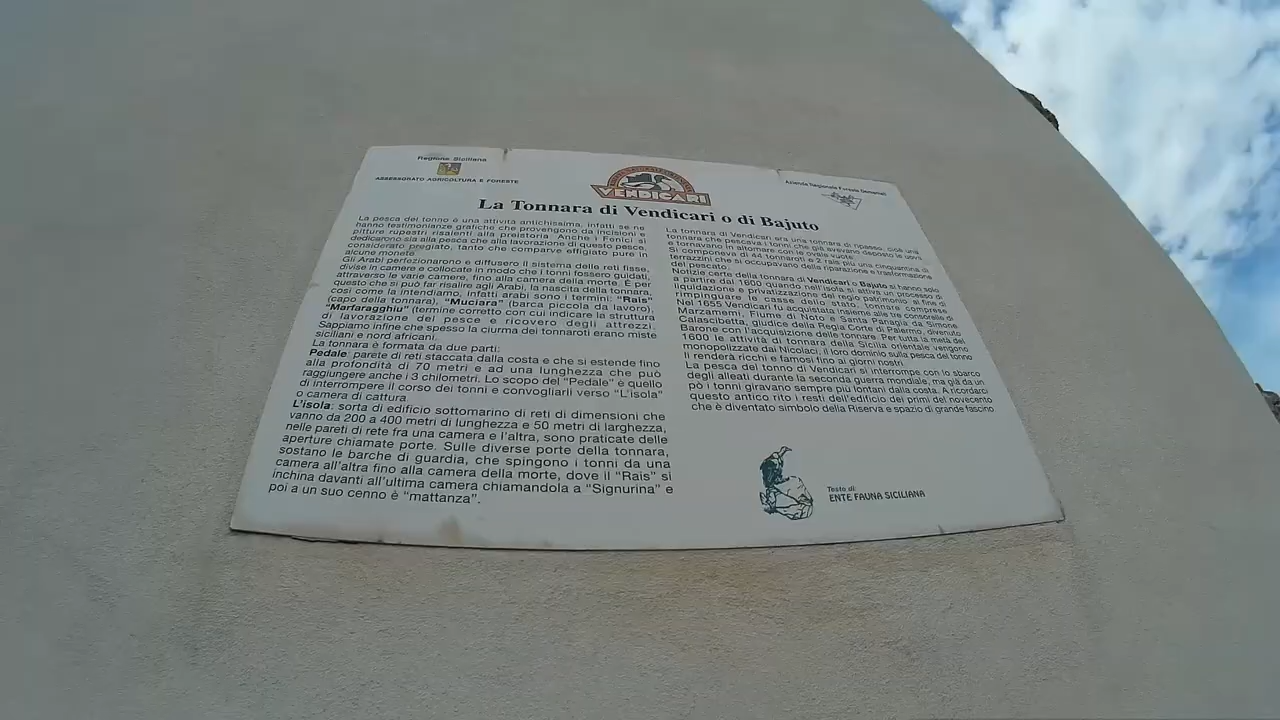 Regione Siciliana
ASSESSORATO AGRICOLTURA E FORESTE
VENDICARI
Azienda Regionale Foreste Demaniali
La Tonnara di Vendicari o di Bajuto
La pesca del tonno è una attività antichissima, infatti se ne
hanno testimonianze grafiche che provengono da incisioni e
pitture rupestri risalenti alla preistoria. Anche i Fenici si
dedicarono sia alla pesca che alla lavorazione di questo pesce,
considerato pregiato, tanto che comparve effigiato pure in
alcune monete.
Gli Arabi perfezionarono e diffusero il sistema delle reti fisse,
divise in camere e collocate in modo che i tonni fossero guidati,
attraverso le varie camere, fino alla camera della morte. È per
questo che si può far risalire agli Arabi, la nascita della tonnara,
così come la intendiamo, infatti arabi sono i termini: "Rais"
(capo della tonnara), "Muciara" (barca piccola da lavoro),
"Marfaragghiu" (termine corretto con cui indicare la struttura
di lavorazione del pesce e ricovero degli attrezzi.
Sappiamo infine che spesso la ciurma dei tonnaroti erano miste
siciliani e nord africani.
La tonnara è formata da due parti:
Pedale: parete di reti staccata dalla costa e che si estende fino
alla profondità di 70 metri e ad una lunghezza che può
raggiungere anche i 3 chilometri. Lo scopo del "Pedale" è quello
di interrompere il corso dei tonni e convogliarli verso "L'isola"
o camera di cattura.
L'isola: sorta di edificio sottomarino di reti di dimensioni che
vanno da 200 a 400 metri di lunghezza e 50 metri di larghezza,
nelle pareti di rete fra una camera e l'altra, sono praticate delle
aperture chiamate porte. Sulle diverse porte della tonnara,
sostano le barche di guardia, che spingono i tonni da una
camera all'altra fino alla camera della morte, dove il "Rais" si
inchina davanti all'ultima camera chiamandola a "Signurina" e
poi a un suo cenno è "mattanza".
La tonnara di Vendicari era una tonnara di ripasso, cioè una
tonnara che pescava i tonni che già avevano deposto le uova
e tornavano in altomare con le ovaie vuote.
Si componeva di 44 tonnaroti e 2 rais più una cinquantina di
terrazzini che si occupavano della riparazione e trasformazione
del pescato.
Notizie certe della tonnara di Vendicari o Bajuto si hanno solo
a partire dal 1600 quando nell'isola si attiva un processo di
liquidazione e privatizzazione del regio patrimonio al fine di
rimpinguare le casse dello stato, tonnare comprese.
Nel 1655 Vendicari fu acquistata insieme alle tre consorelle di
Marzamemi, Fiume di Noto e Santa Panagia da Simone
Calascibetta, giudice della Regia Corte di Palermo, divenuto
Barone con l'acquisizione delle tonnare. Per tutta la metà del
1600 le attività di tonnara della Sicilia orientale vengono
monopolizzate dai Nicolaci, il loro dominio sulla pesca del tonno
li renderà ricchi e famosi fino ai giorni nostri.
La pesca del tonno di Vendicari si interrompe con lo sbarco
degli alleati durante la seconda guerra mondiale, ma già da un
pò i tonni giravano sempre più lontani dalla costa. A ricordarci
questo antico rito i resti dell'edificio dei primi del novecento
che è diventato simbolo della Riserva e spazio di grande fascino
Testo di:
ENTE FAUNA SICILIANA